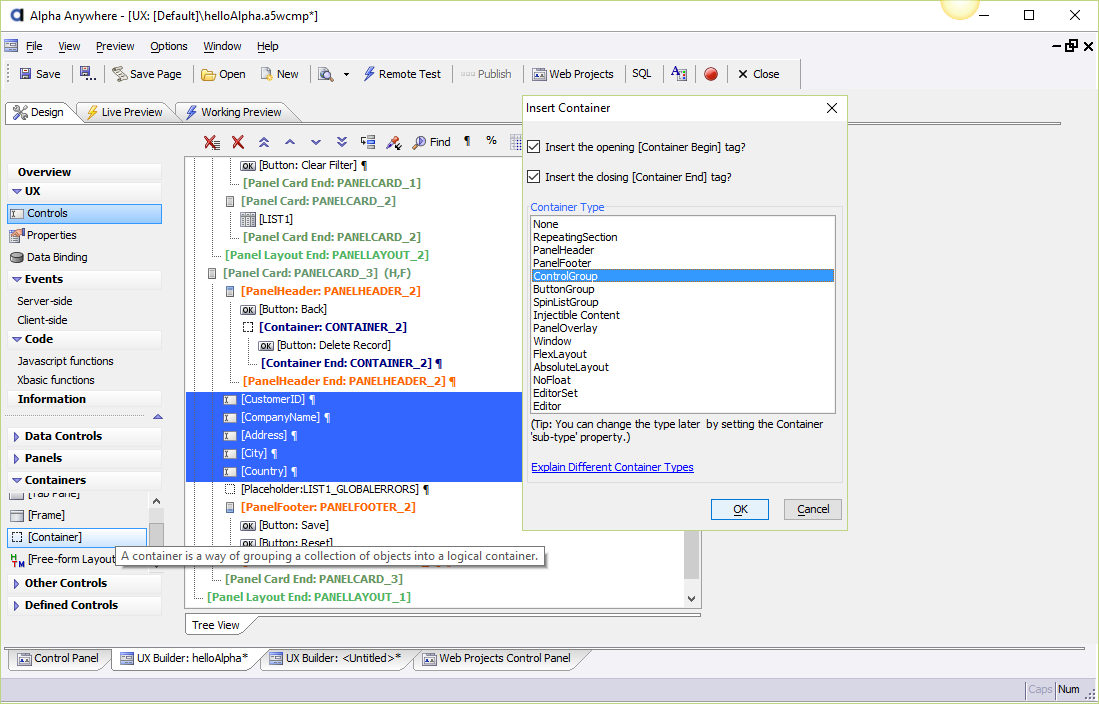 Alpha Anywhere - [UX: [Default]\helloAlpha.a5wcmp*]
File View Preview Options Window Help
Save Save Page Open New Remote Test Publish Web Projects SQL Close
Design Live Preview Working Preview
Overview
UX
Controls
Properties
Data Binding
Events
Server-side
Client-side
Code
Javascript functions
Xbasic functions
Information
Data Controls
Panels
Containers
[Tab Pane]
[Frame]
[Container]
[Free-form Layout
Other Controls
Defined Controls
Find ¶ %
OK [Button: Clear Filter] ¶
[Panel Card End: PANELCARD_1]
[Panel Card: PANELCARD_2]
[LIST1]
[Panel Card End: PANELCARD_2]
[Panel Layout End: PANELLAYOUT_2]
[Panel Card: PANELCARD_3] (H,F)
[PanelHeader: PANELHEADER_2]
OK [Button: Back]
[Container: CONTAINER_2]
OK [Button: Delete Record]
[Container End: CONTAINER_2] ¶
[PanelHeader End: PANELHEADER_2] ¶
[CustomerID] ¶
[CompanyName] ¶
[Address] ¶
[City] ¶
[Country] ¶
[Placeholder:LIST1_GLOBALERRORS] ¶
[PanelFooter: PANELFOOTER_2]
OK [Button: Save]
OK [Button: Reset]
A container is a way of grouping a collection of objects into a logical container.
[Panel Card End: PANELCARD_3]
[Panel Layout End: PANELLAYOUT_1]
Tree View
Insert Container
Insert the opening [Container Begin] tag?
Insert the closing [Container End] tag?
Container Type
None
RepeatingSection
PanelHeader
PanelFooter
ControlGroup
ButtonGroup
SpinListGroup
Injectible Content
PanelOverlay
Window
FlexLayout
AbsoluteLayout
NoFloat
EditorSet
Editor
(Tip: You can change the type later by setting the Container
'sub-type' property.)
Explain Different Container Types
OK Cancel
Control Panel UX Builder: helloAlpha* UX Builder: <Untitled>* Web Projects Control Panel
Caps Num